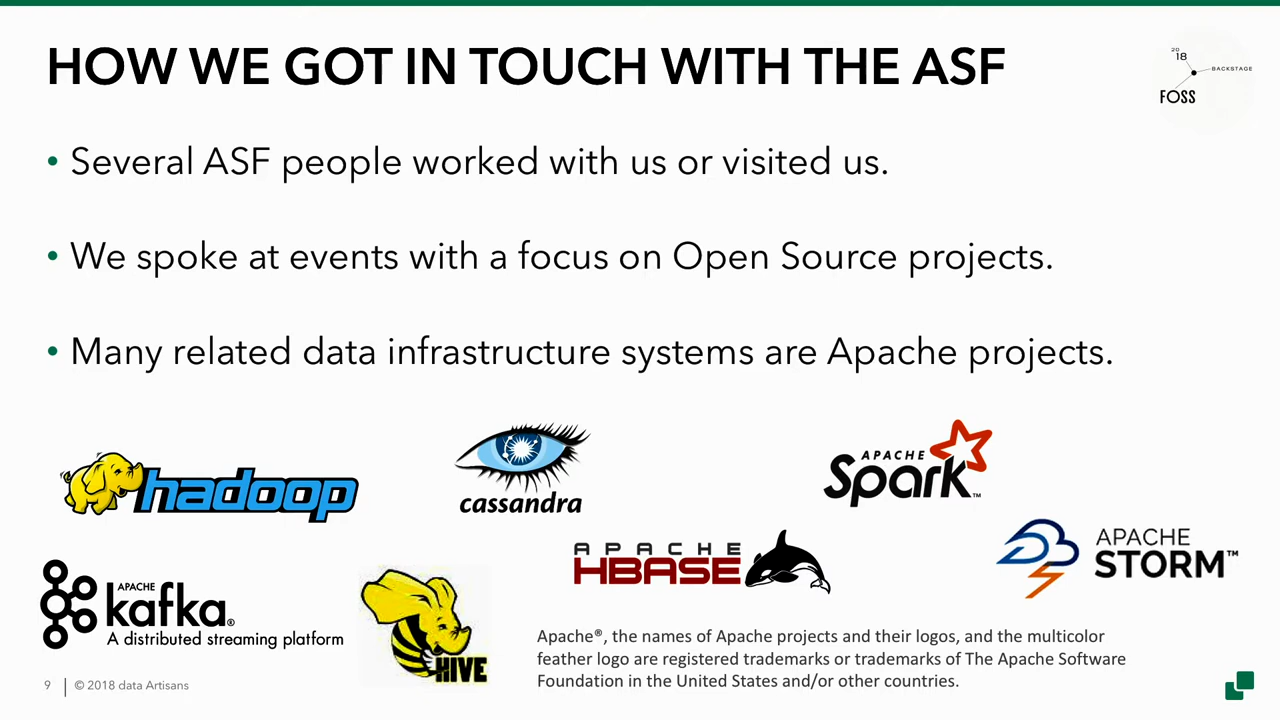 HOW WE GOT IN TOUCH WITH THE ASF
20
18
BACKSTAGE
FOSS
• Several ASF people worked with us or visited us.
• We spoke at events with a focus on Open Source projects.
• Many related data infrastructure systems are Apache projects.
hadoop
cassandra
APACHE
Spark™
APACHE
HBASE
APACHE
STORM™
APACHE
kafka®
A distributed streaming platform
HIVE
Apache®, the names of Apache projects and their logos, and the multicolor
feather logo are registered trademarks or trademarks of The Apache Software
Foundation in the United States and/or other countries.
9 | © 2018 data Artisans